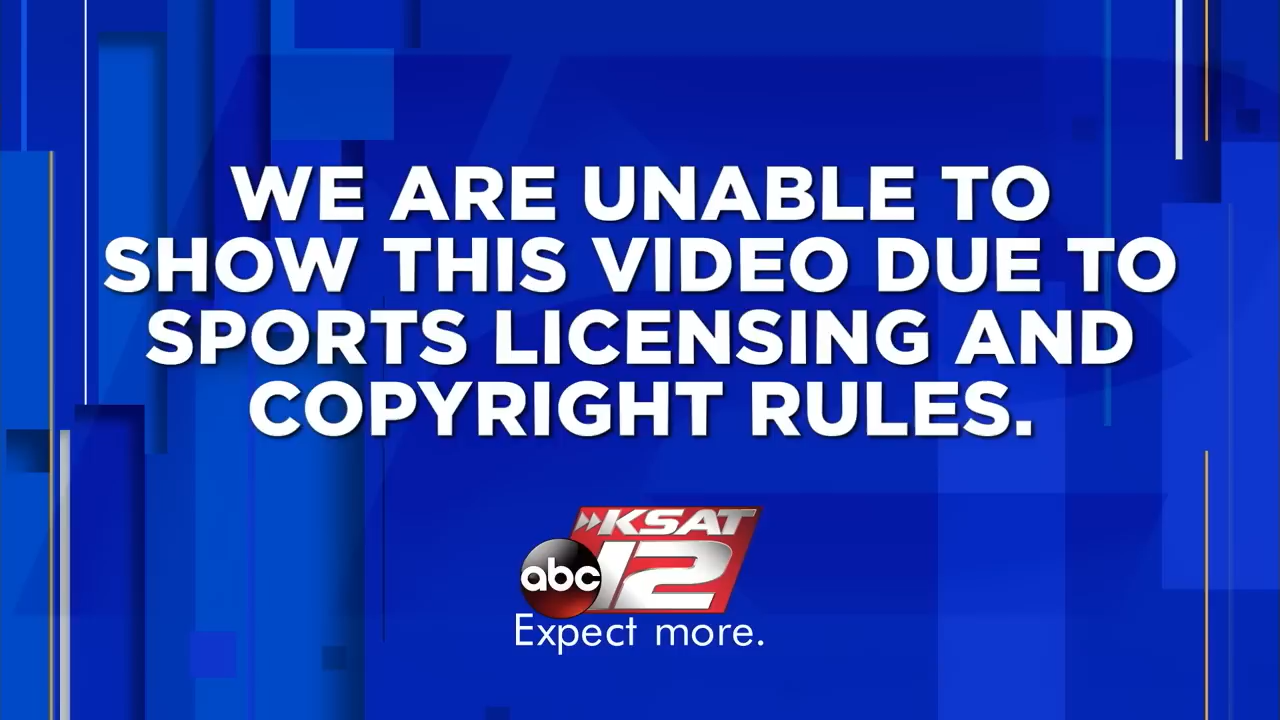 WE ARE UNABLE TO
SHOW THIS VIDEO DUE TO
SPORTS LICENSING AND
COPYRIGHT RULES.
KSAT
abc 12
Expect more.